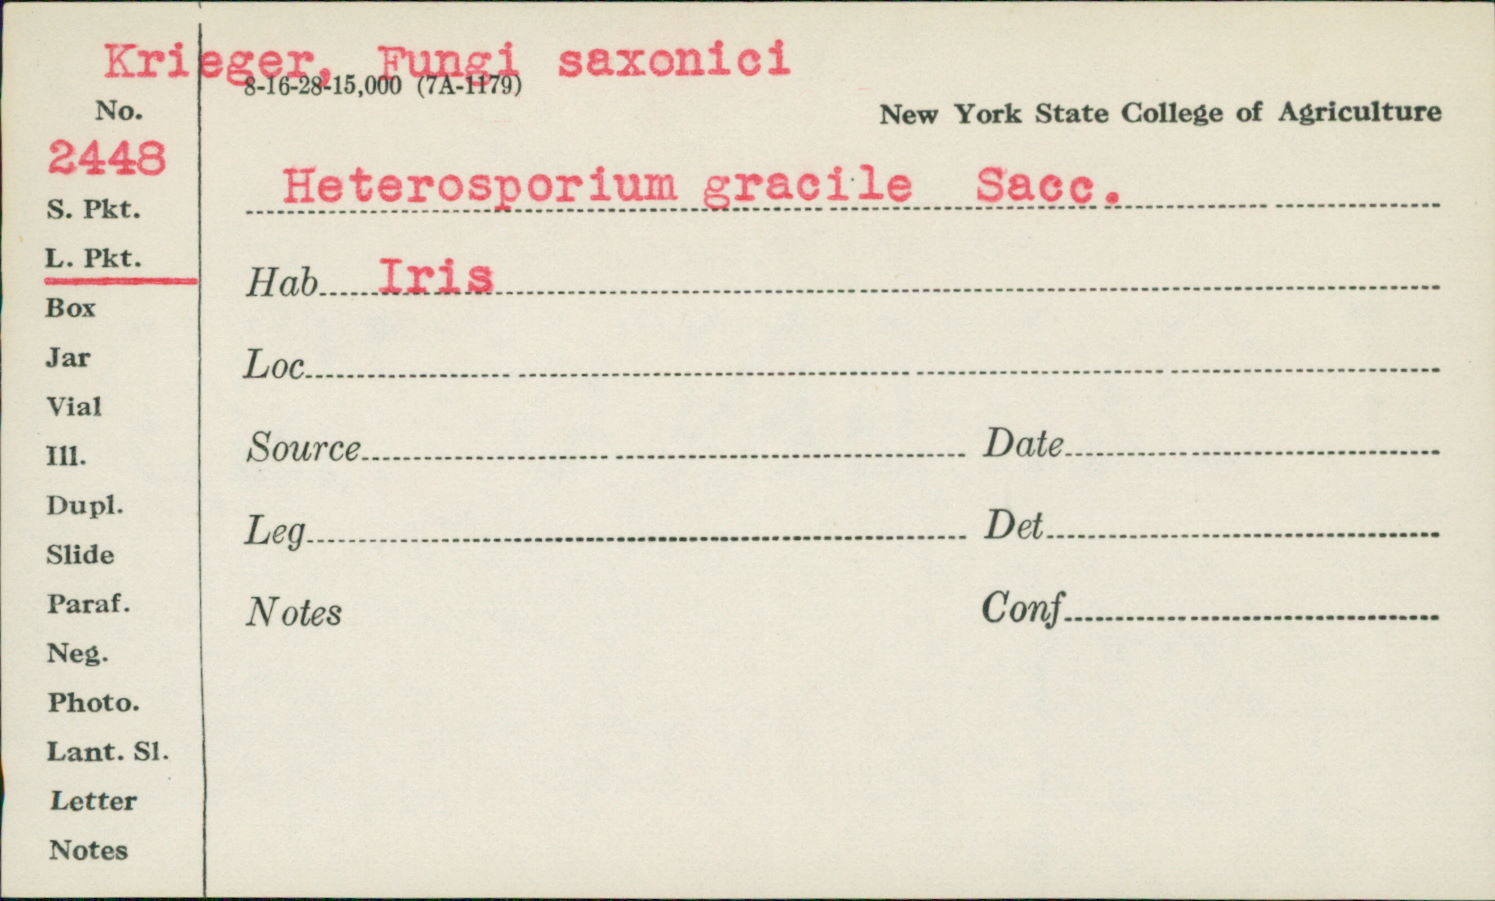 Krieger, Fungi saxonici
8-16-28-15,000 (7A-1179)
No.
New York State College of Agriculture
2448
Heterosporium gracile Sacc.
S. Pkt.
L. Pkt.
Hab Iris
Box
Jar
Loc
Vial
Source Date
Ill.
Dupl.
Leg Det
Slide
Paraf.
Notes Conf
Neg.
Photo.
Lant. Sl.
Letter
Notes